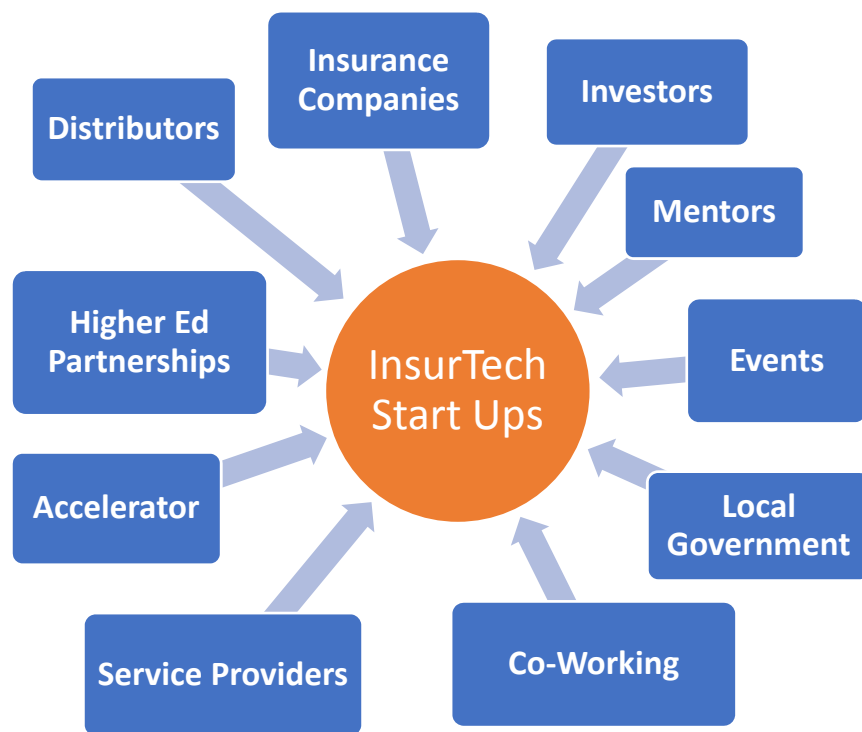 Insurance
Companies
Investors
Distributors
Mentors
Higher Ed
Partnerships
InsurTech
Start Ups
Events
Accelerator
Local
Government
Service Providers
Co-Working